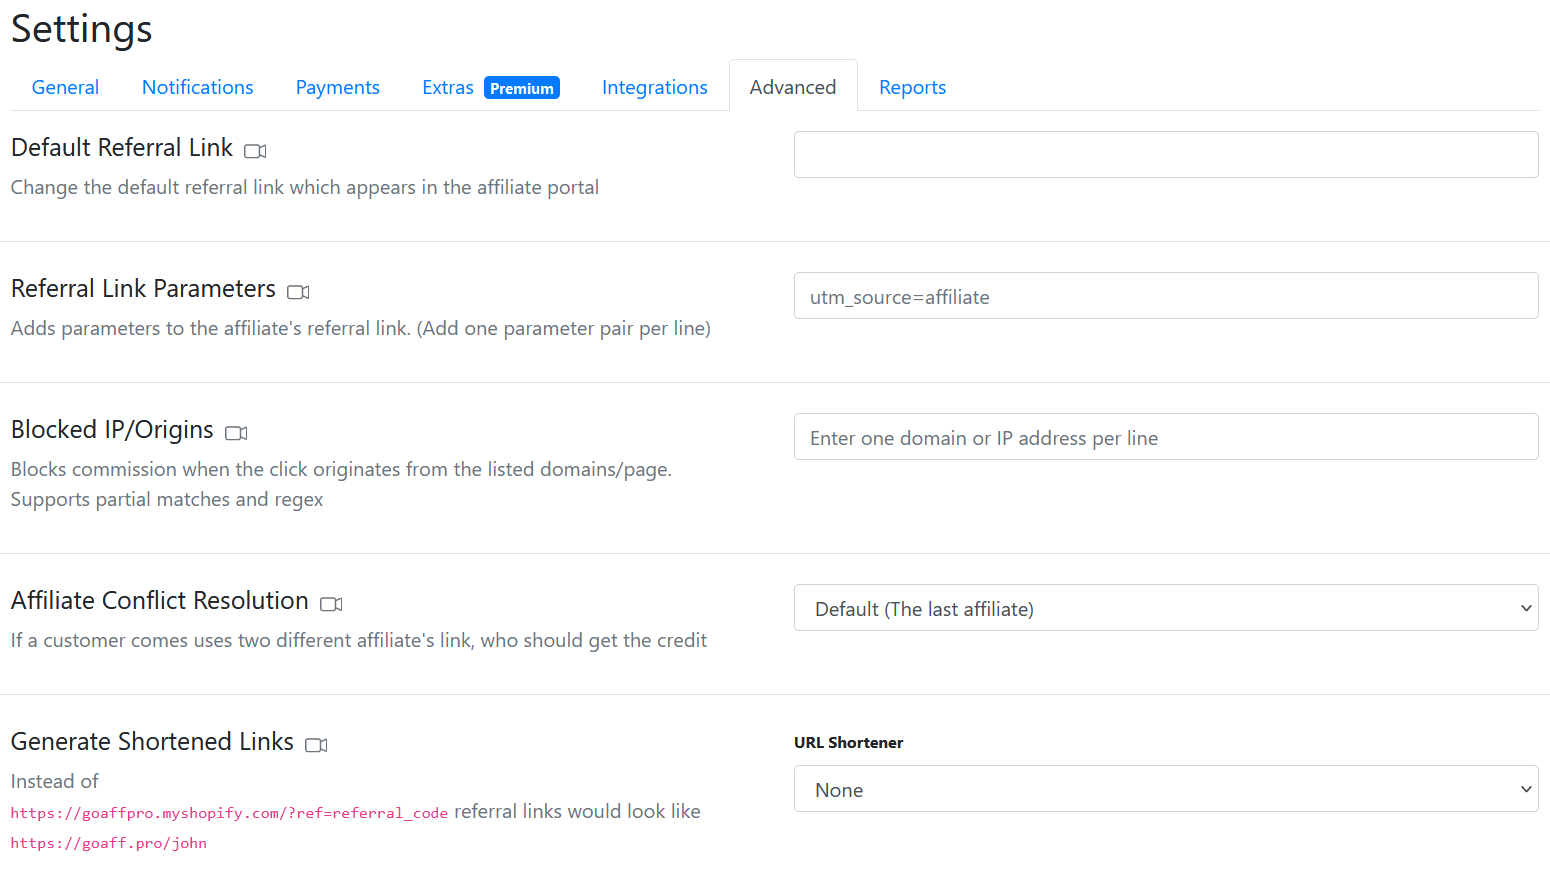 Settings
General Notifications Payments Extras Premium Integrations Advanced Reports
Default Referral Link
Change the default referral link which appears in the affiliate portal
Referral Link Parameters
utm_source=affiliate
Adds parameters to the affiliate's referral link. (Add one parameter pair per line)
Blocked IP/Origins
Enter one domain or IP address per line
Blocks commission when the click originates from the listed domains/page.
Supports partial matches and regex
Affiliate Conflict Resolution
Default (The last affiliate)
If a customer comes uses two different affiliate's link, who should get the credit
Generate Shortened Links
URL Shortener
Instead of
None
https://goaffpro.myshopify.com/?ref=referral_code referral links would look like
https://goaff.pro/john